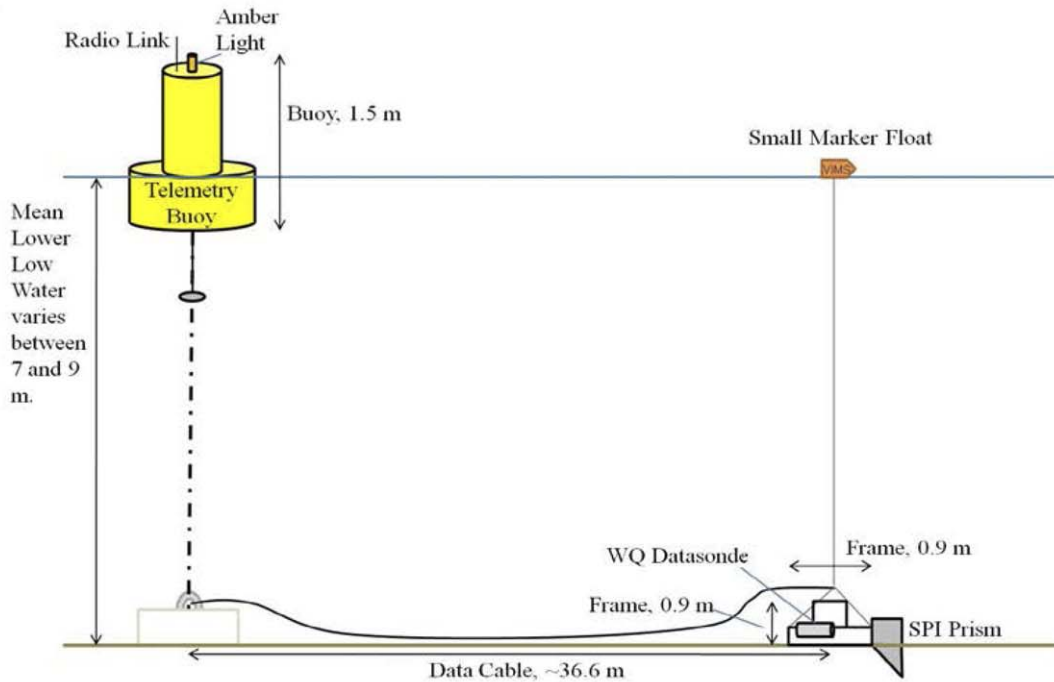 Amber
Radio Link
Light
Buoy, 1.5 m
Small Marker Float
VIMS
Telemetry
Buoy
Mean
Lower
Low
Water
varies
between
7 and 9
m.
WQ Datasonde
Frame, 0.9 m
Frame, 0.9 m
SPI Prism
Data Cable, ~36.6 m